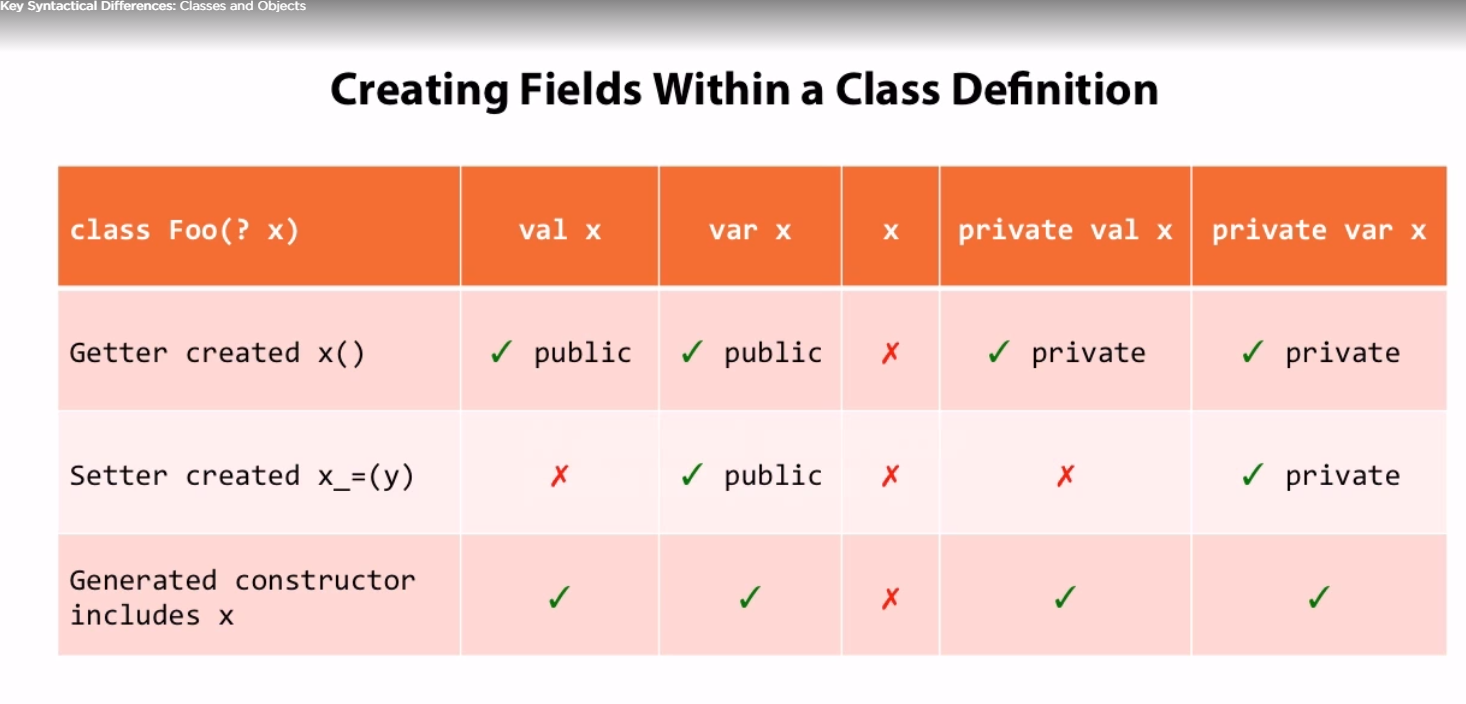 Key Syntactical Differences: Classes and Objects
Creating Fields Within a Class Definition
class Foo(? x) val x var x x private val x private var x
Getter created x() ✓ public ✓ public ✗ ✓ private ✓ private
Setter created x_=(y) ✗ ✓ public ✗ ✗ ✓ private
Generated constructor
includes x ✓ ✓ ✗ ✓ ✓